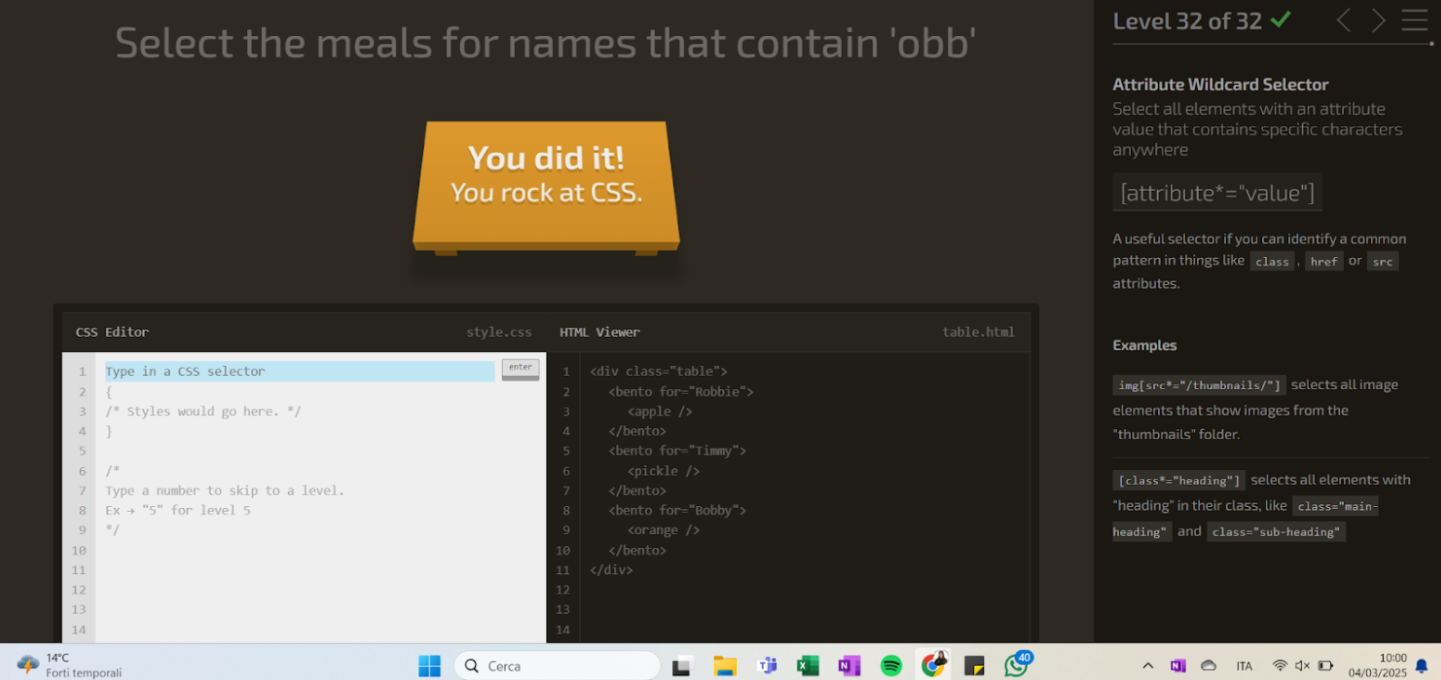 Select the meals for names that contain 'obb'
You did it!
You rock at CSS.
CSS Editor style.css
1 Type in a CSS selector enter
2 {
3 /* Styles would go here. */
4 }
5
6 /*
7 Type a number to skip to a level.
8 Ex → "5" for level 5
9 */
10
11
12
13
14
HTML Viewer table.html
1 <div class="table">
2 <bento for="Robbie">
3 <apple />
4 </bento>
5 <bento for="Timmy">
6 <pickle />
7 </bento>
8 <bento for="Bobby">
9 <orange />
10 </bento>
11 </div>
12
13
14
Level 32 of 32
Attribute Wildcard Selector
Select all elements with an attribute
value that contains specific characters
anywhere
[attribute*="value"]
A useful selector if you can identify a common
pattern in things like class , href or src
attributes.
Examples
img[src*="/thumbnails/"] selects all image
elements that show images from the
"thumbnails" folder.
[class*="heading"] selects all elements with
"heading" in their class, like class="main-
heading" and class="sub-heading"
14°C
Forti temporali
Cerca
40
ITA
10:00
04/03/2025